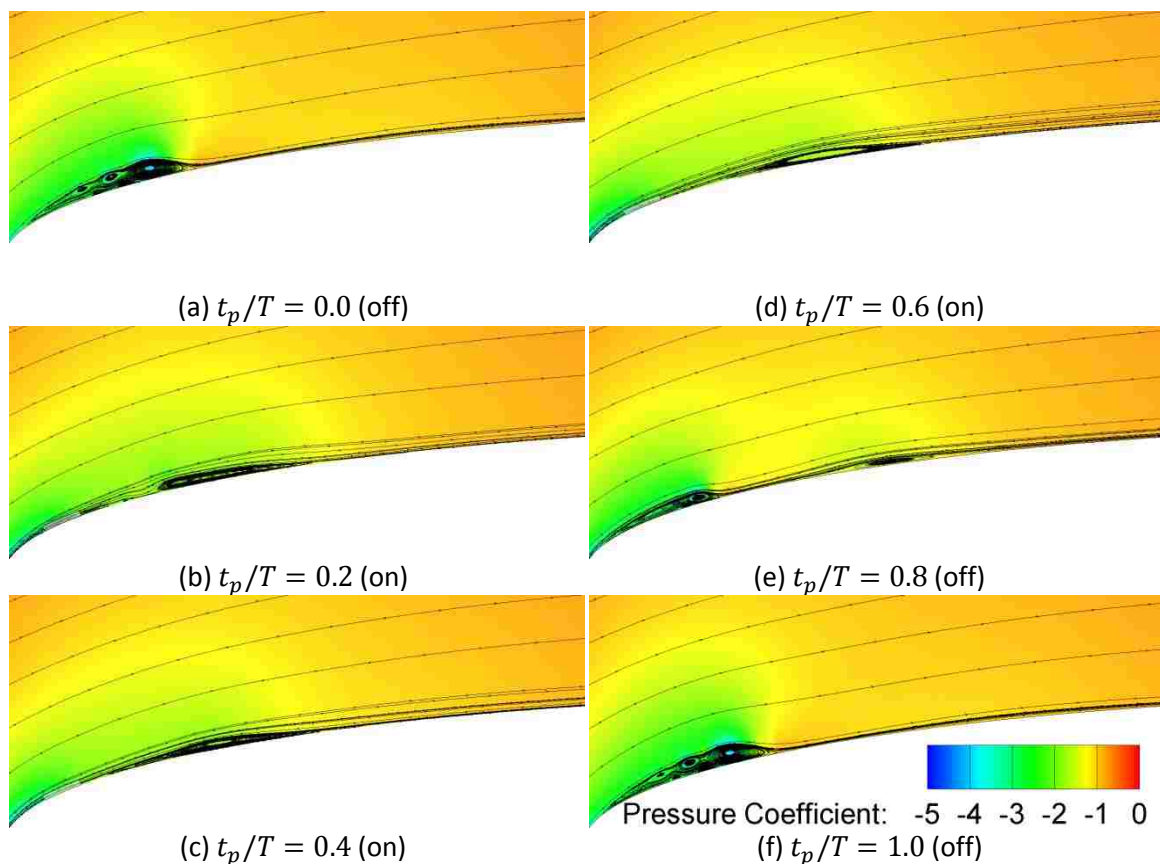 (a) t_p/T = 0.0 (off)
(d) t_p/T = 0.6 (on)
(b) t_p/T = 0.2 (on)
(e) t_p/T = 0.8 (off)
Pressure Coefficient: -5 -4 -3 -2 -1 0
(c) t_p/T = 0.4 (on)
(f) t_p/T = 1.0 (off)